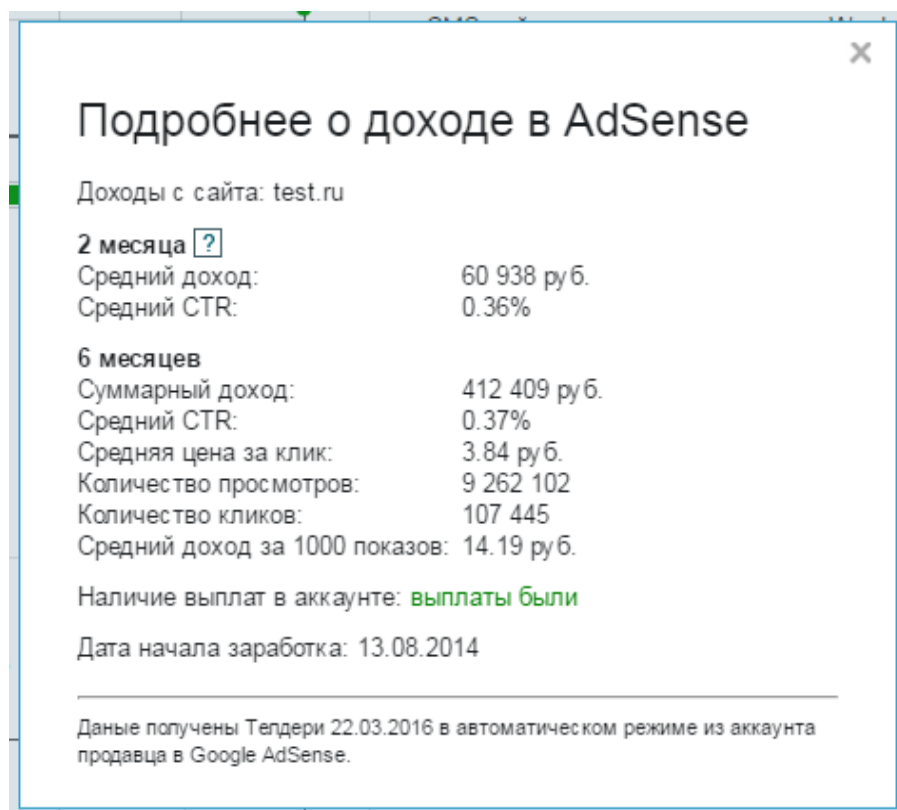 Подробнее о доходе в AdSense
Доходы с сайта: test.ru
2 месяца ?
Средний доход: 60 938 руб.
Средний CTR: 0.36%
6 месяцев
Суммарный доход: 412 409 руб.
Средний CTR: 0.37%
Средняя цена за клик: 3.84 руб.
Количество просмотров: 9 262 102
Количество кликов: 107 445
Средний доход за 1000 показов: 14.19 руб.
Наличие выплат в аккаунте: выплаты были
Дата начала заработка: 13.08.2014
Даные получены Телдери 22.03.2016 в автоматическом режиме из аккаунта
продавца в Google AdSense.